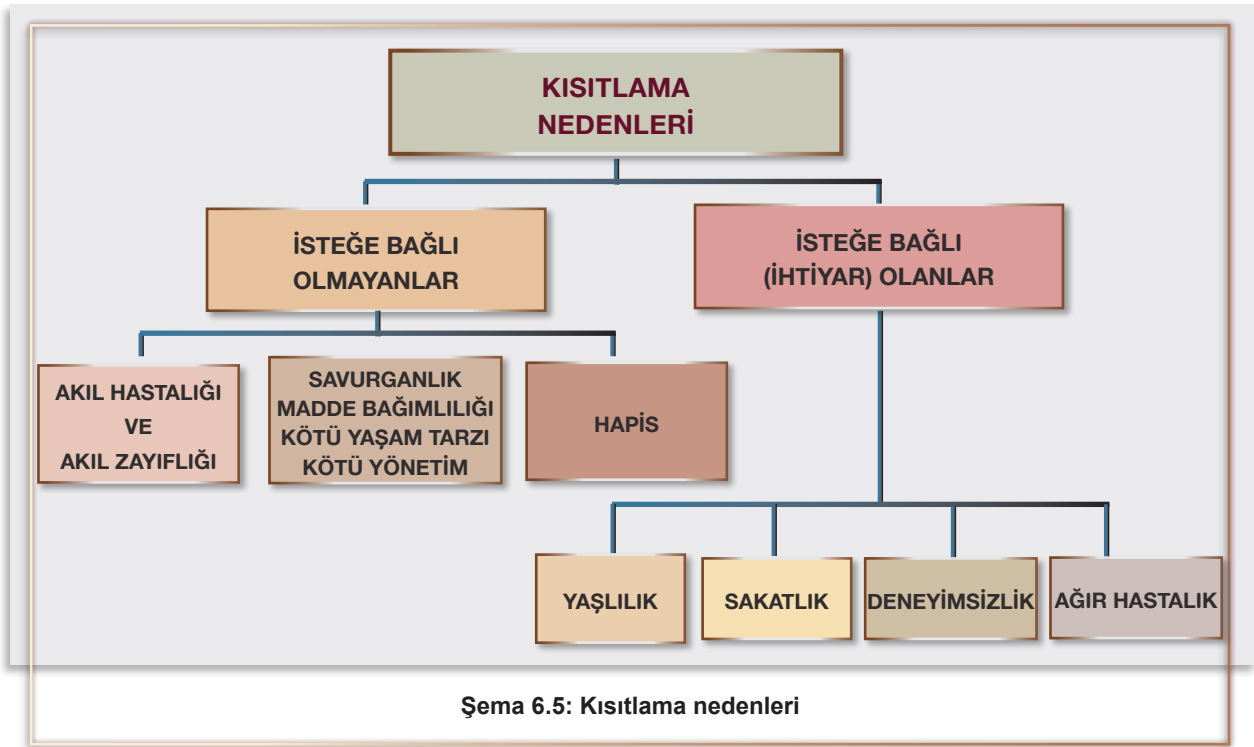 KISITLAMA
NEDENLERİ
İSTEĞE BAĞLI
OLMAYANLAR
İSTEĞE BAĞLI
(İHTİYAR) OLANLAR
AKIL HASTALIĞI
VE
AKIL ZAYIFLIĞI
SAVURGANLIK
MADDE BAĞIMLILIĞI
KÖTÜ YAŞAM TARZI
KÖTÜ YÖNETİM
HAPİS
YAŞLILIK
SAKATLIK
DENEYİMSİZLİK
AĞIR HASTALIK
Şema 6.5: Kısıtlama nedenleri